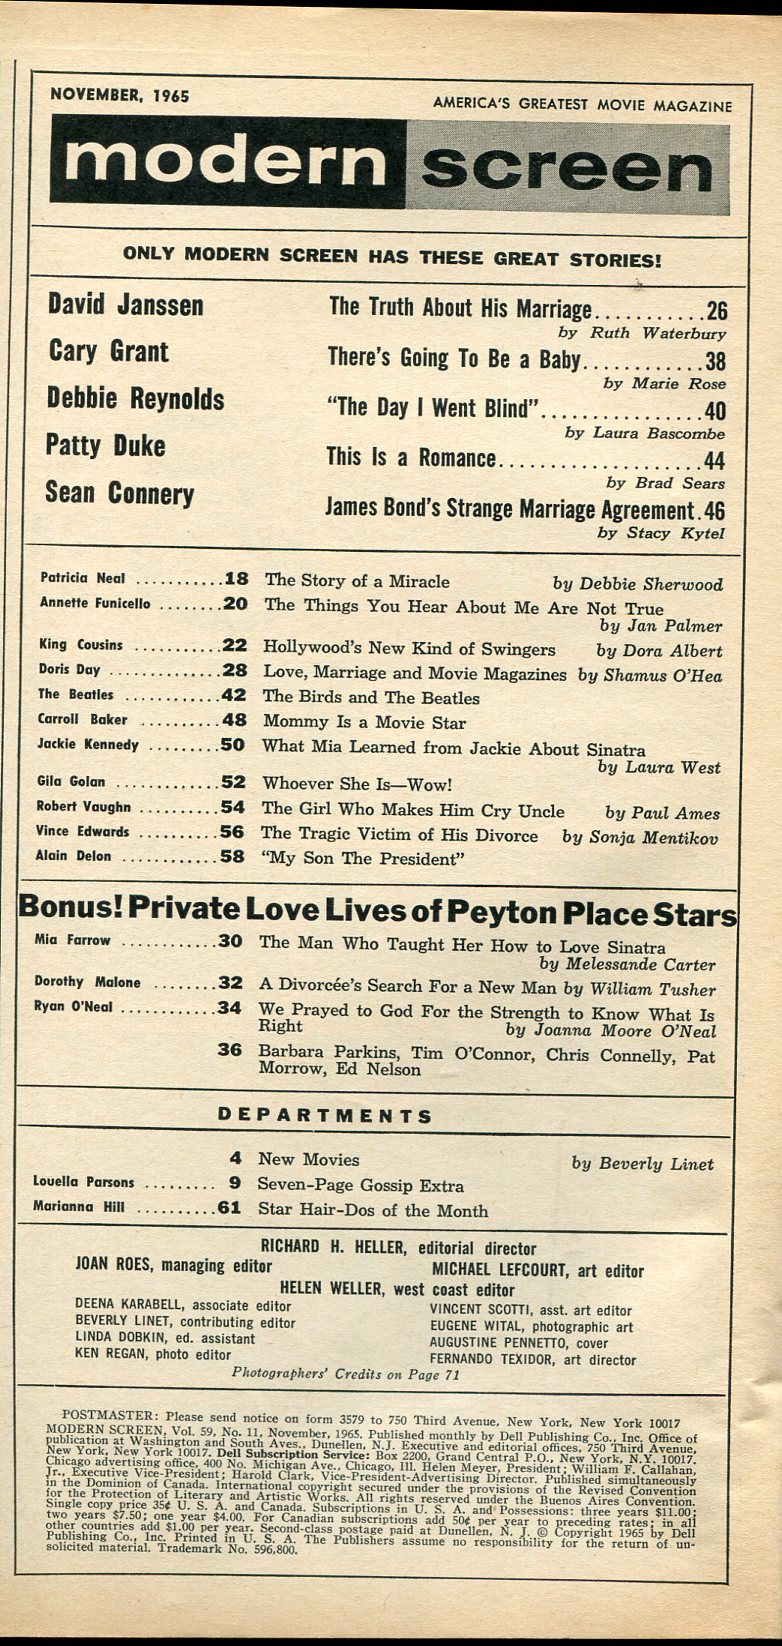 NOVEMBER, 1965
AMERICA'S GREATEST MOVIE MAGAZINE
modern screen
ONLY MODERN SCREEN HAS THESE GREAT STORIES!
David Janssen The Truth About His Marriage...........26
by Ruth Waterbury
Cary Grant There's Going To Be a Baby............38
by Marie Rose
Debbie Reynolds “The Day I Went Blind”................40
by Laura Bascombe
Patty Duke This Is a Romance....................44
by Brad Sears
Sean Connery James Bond's Strange Marriage Agreement.46
by Stacy Kytel
Patricia Neal ...........18 The Story of a Miracle by Debbie Sherwood
Annette Funicello ........20 The Things You Hear About Me Are Not True
by Jan Palmer
King Cousins ...........22 Hollywood's New Kind of Swingers by Dora Albert
Doris Day ..............28 Love, Marriage and Movie Magazines by Shamus O'Hea
The Beatles ............42 The Birds and The Beatles
Carroll Baker ..........48 Mommy Is a Movie Star
Jackie Kennedy .........50 What Mia Learned from Jackie About Sinatra
by Laura West
Gila Golan .............52 Whoever She Is—Wow!
Robert Vaughn ..........54 The Girl Who Makes Him Cry Uncle by Paul Ames
Vince Edwards ..........56 The Tragic Victim of His Divorce by Sonja Mentikov
Alain Delon ............58 “My Son The President”
Bonus! Private Love Lives of Peyton Place Stars
Mia Farrow ............30 The Man Who Taught Her How to Love Sinatra
by Melessande Carter
Dorothy Malone ........32 A Divorcée's Search For a New Man by William Tusher
Ryan O'Neal ............34 We Prayed to God For the Strength to Know What Is
Right by Joanna Moore O'Neal
36 Barbara Parkins, Tim O'Connor, Chris Connelly, Pat
Morrow, Ed Nelson
DEPARTMENTS
4 New Movies by Beverly Linet
Louella Parsons ......... 9 Seven-Page Gossip Extra
Marianna Hill ..........61 Star Hair-Dos of the Month
RICHARD H. HELLER, editorial director
JOAN ROES, managing editor MICHAEL LEFCOURT, art editor
HELEN WELLER, west coast editor
DEENA KARABELL, associate editor VINCENT SCOTTI, asst. art editor
BEVERLY LINET, contributing editor EUGENE WITAL, photographic art
LINDA DOBKIN, ed. assistant AUGUSTINE PENNETTO, cover
KEN REGAN, photo editor FERNANDO TEXIDOR, art director
Photographers' Credits on Page 71
POSTMASTER: Please send notice on form 3579 to 750 Third Avenue, New York, New York 10017
MODERN SCREEN, Vol. 59, No. 11, November, 1965. Published monthly by Dell Publishing Co., Inc. Office of
publication at Washington and South Aves., Dunellen, N.J. Executive and editorial offices, 750 Third Avenue,
New York, New York 10017. Dell Subscription Service: Box 2200, Grand Central P.O., New York, N.Y. 10017.
Chicago advertising office, 400 No. Michigan Ave., Chicago, Ill. Helen Meyer, President; William F. Callahan,
Jr., Executive Vice-President; Harold Clark, Vice-President-Advertising Director. Published simultaneously
in the Dominion of Canada. International copyright secured under the provisions of the Revised Convention
for the Protection of Literary and Artistic Works. All rights reserved under the Buenos Aires Convention.
Single copy price 35¢ U. S. A. and Canada. Subscriptions in U. S. A. and Possessions: three years $11.00;
two years $7.50; one year $4.00. For Canadian subscriptions add 50¢ per year to preceding rates; in all
other countries add $1.00 per year. Second-class postage paid at Dunellen, N. J. © Copyright 1965 by Dell
Publishing Co., Inc. Printed in U. S. A. The Publishers assume no responsibility for the return of un-
solicited material. Trademark No. 596,800.